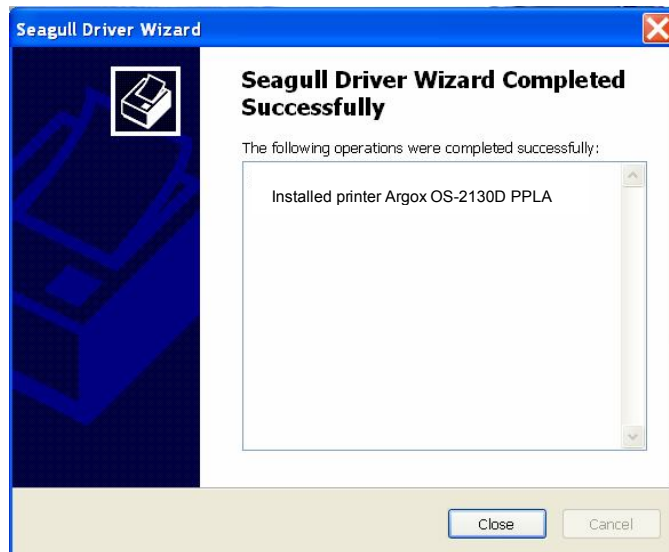 Seagull Driver Wizard
Seagull Driver Wizard Completed
Successfully
The following operations were completed successfully:
Installed printer Argox OS-2130D PPLA
Close
Cancel